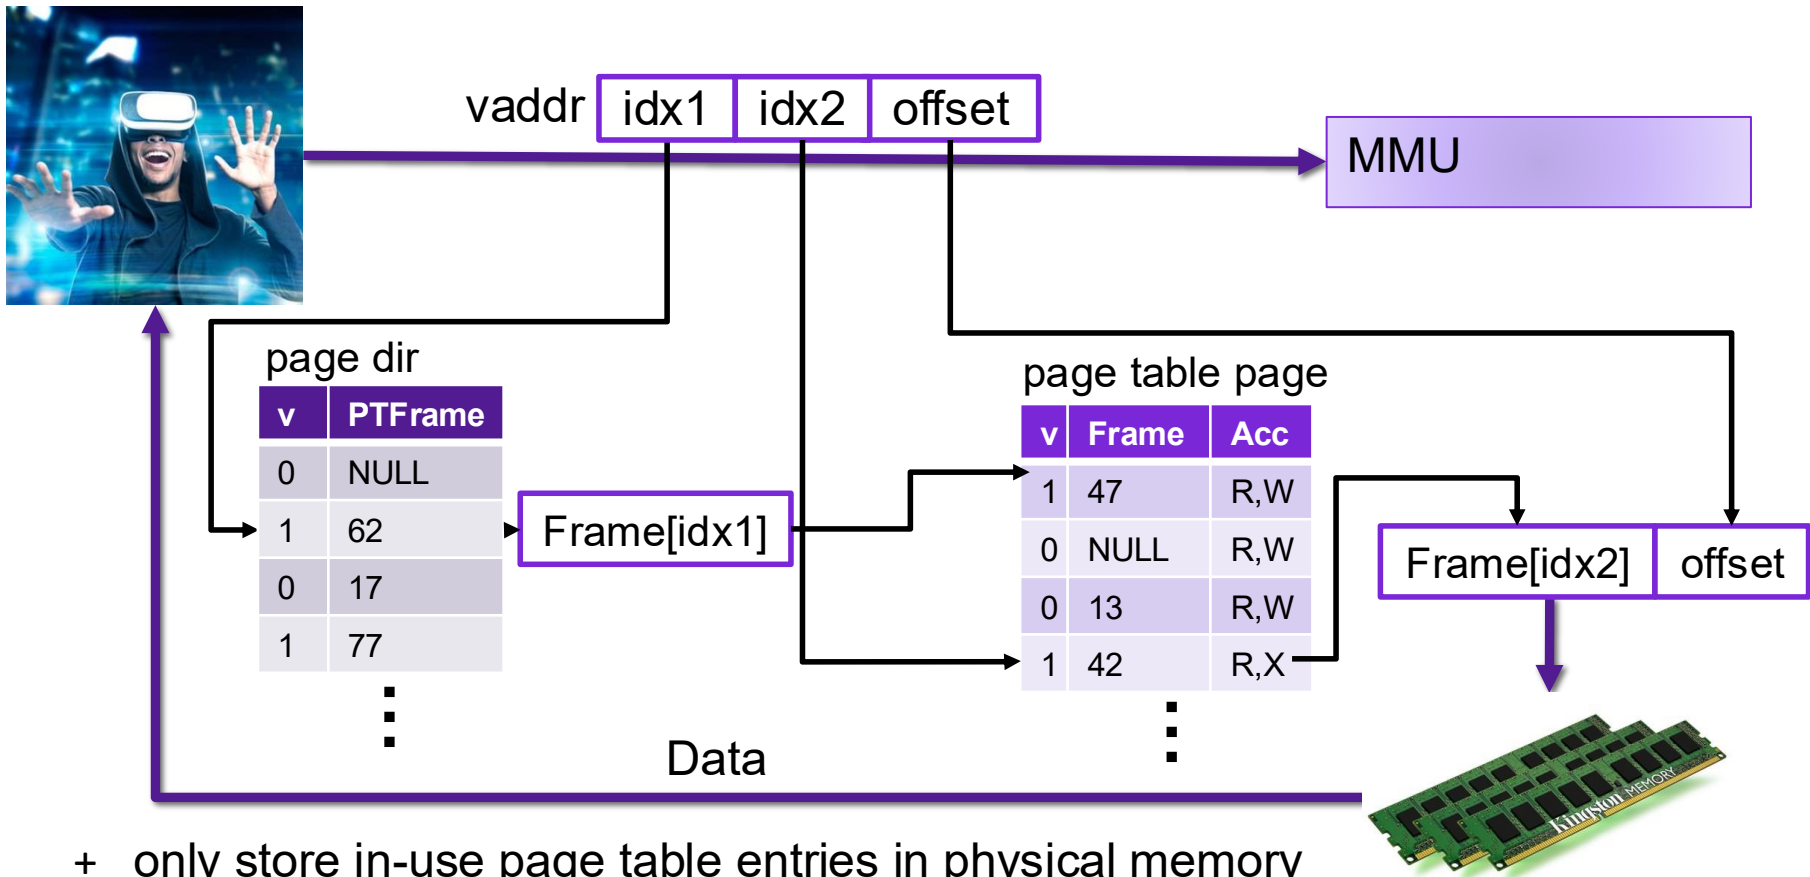 vaddr idx1 idx2 offset
MMU
page dir
v PTFrame
0 NULL
1 62
0 17
1 77
Frame[idx1]
page table page
v Frame Acc
1 47 R,W
0 NULL R,W
0 13 R,W
1 42 R,X
Frame[idx2] offset
Data
Kingston MEMORY
+ only store in-use page table entries in physical memory